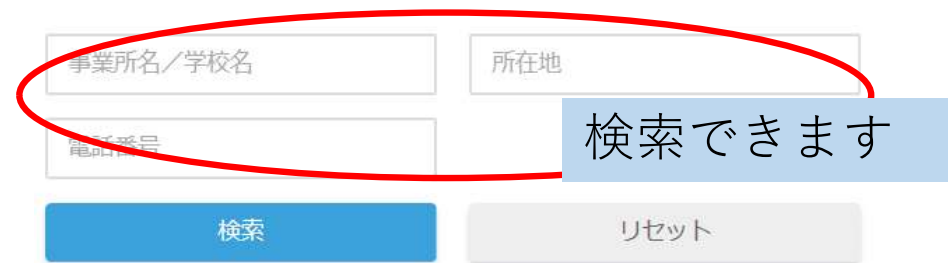 事業所名／学校名
所在地
電話番号
検索できます
検索
リセット